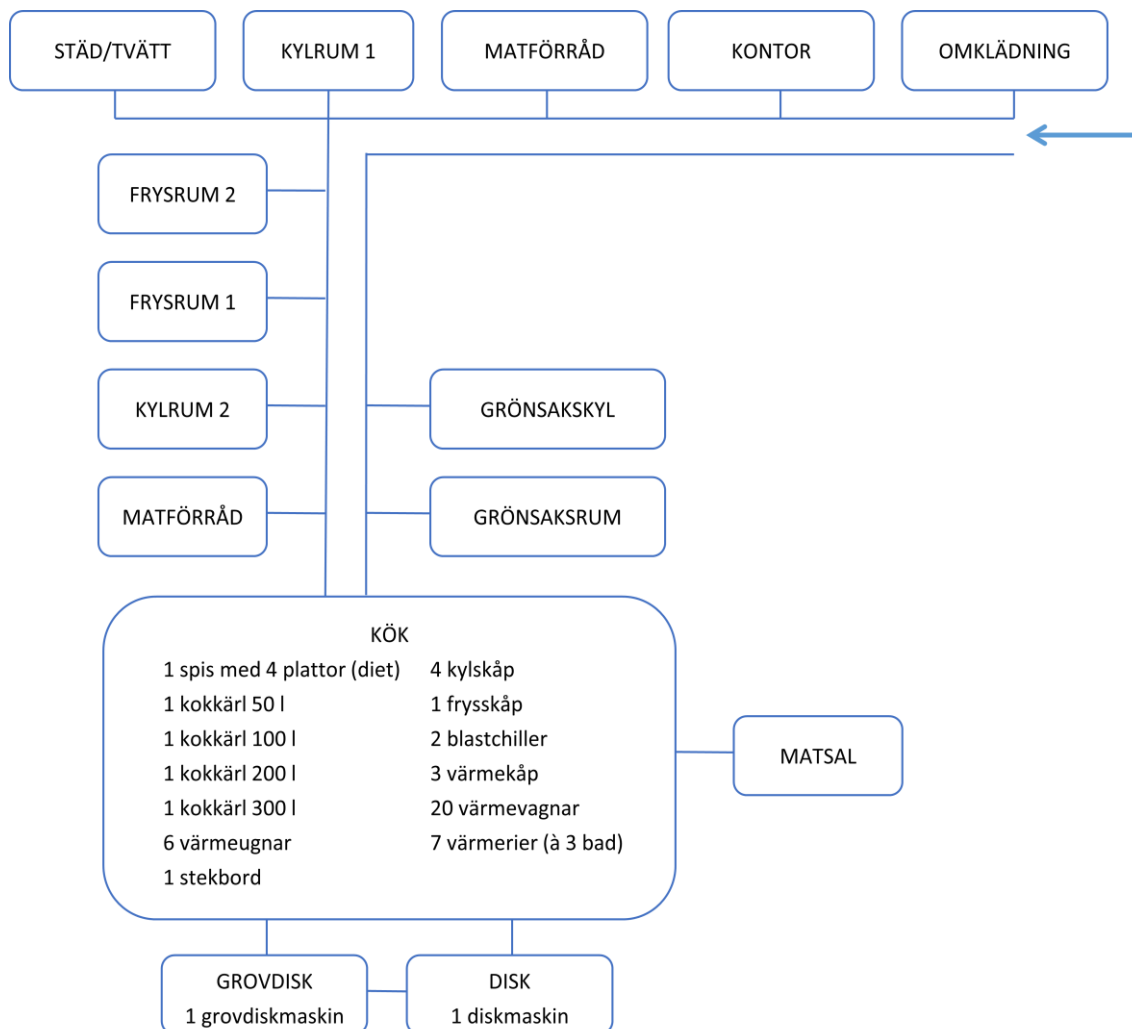 STÄD/TVÄTT
KYLRUM 1
MATFÖRRÅD
KONTOR
OMKLÄDNING
FRYSRUM 2
FRYSRUM 1
KYLRUM 2
GRÖNSAKSKYL
MATFÖRRÅD
GRÖNSAKSRUM
KÖK
1 spis med 4 plattor (diet)
1 kokkärl 50 l
1 kokkärl 100 l
1 kokkärl 200 l
1 kokkärl 300 l
6 värmeugnar
1 stekbord
4 kylskåp
1 frysskåp
2 blastchiller
3 värmekåp
20 värmevagnar
7 värmerier (à 3 bad)
MATSAL
GROVDISK
1 grovdiskmaskin
DISK
1 diskmaskin